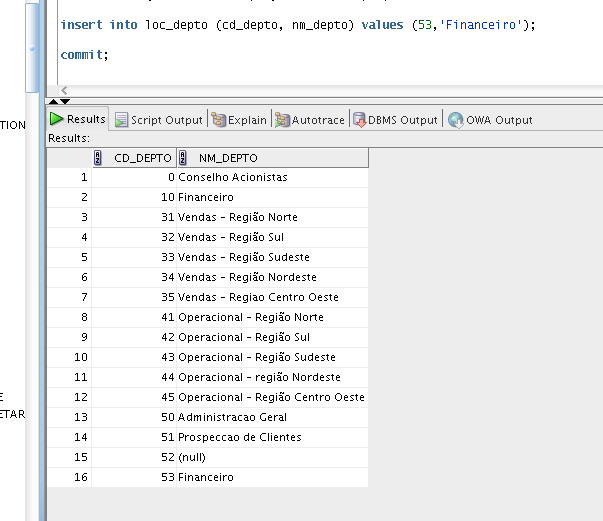 insert into loc_depto (cd_depto, nm_depto) values (53,'Financeiro');
commit;
TION
Results Script Output Explain Autotrace DBMS Output OWA Output
Results:
CD_DEPTO NM_DEPTO
1 0 Conselho Acionistas
2 10 Financeiro
3 31 Vendas - Região Norte
4 32 Vendas - Região Sul
5 33 Vendas - Região Sudeste
6 34 Vendas - Região Nordeste
7 35 Vendas - Regiao Centro Oeste
8 41 Operacional - Região Norte
9 42 Operacional - Região Sul
10 43 Operacional - Região Sudeste
11 44 Operacional - região Nordeste
12 45 Operacional - Região Centro Oeste
E
13 50 Administracao Geral
ETAR
14 51 Prospeccao de Clientes
15 52 (null)
16 53 Financeiro